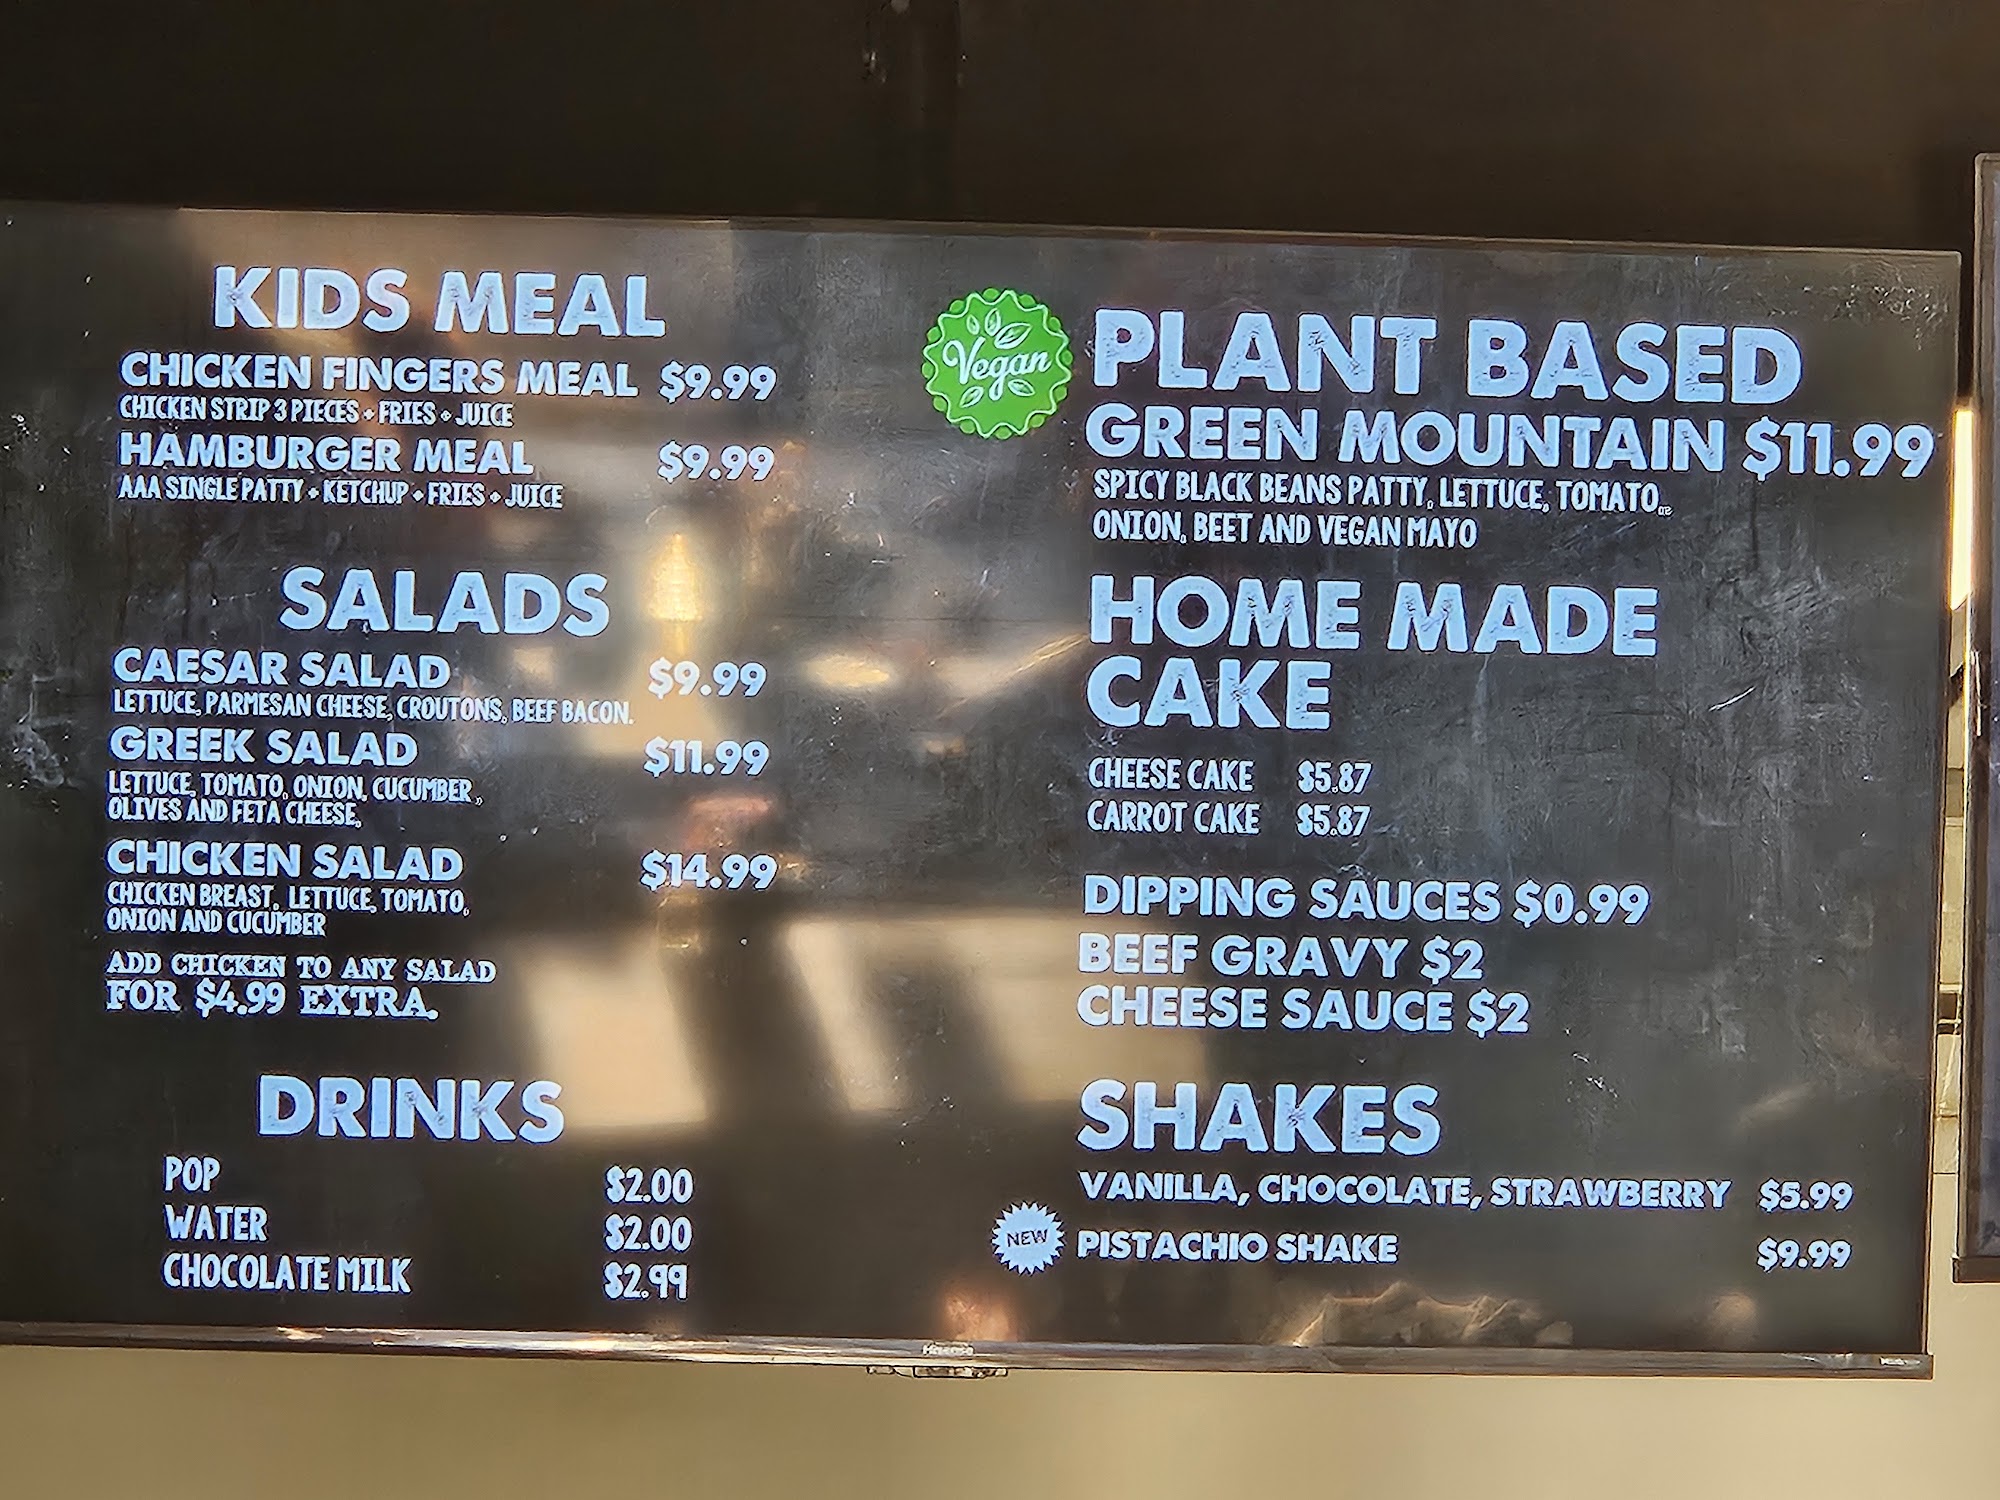 KIDS MEAL
CHICKEN FINGERS MEAL $9.99
CHICKEN STRIP 3 PIECES + FRIES + JUICE
HAMBURGER MEAL $9.99
AAA SINGLE PATTY + KETCHUP + FRIES + JUICE
SALADS
CAESAR SALAD $9.99
LETTUCE, PARMESAN CHEESE, CROUTONS, BEEF BACON.
GREEK SALAD $11.99
LETTUCE, TOMATO, ONION, CUCUMBER,
OLIVES AND FETA CHEESE,
CHICKEN SALAD $14.99
CHICKEN BREAST, LETTUCE, TOMATO,
ONION AND CUCUMBER
ADD CHICKEN TO ANY SALAD
FOR $4.99 EXTRA.
DRINKS
POP $2.00
WATER $2.00
CHOCOLATE MILK $2.99
Vegan
PLANT BASED
GREEN MOUNTAIN $11.99
SPICY BLACK BEANS PATTY, LETTUCE, TOMATO,
ONION, BEET AND VEGAN MAYO
HOME MADE
CAKE
CHEESE CAKE $5.87
CARROT CAKE $5.87
DIPPING SAUCES $0.99
BEEF GRAVY $2
CHEESE SAUCE $2
SHAKES
VANILLA, CHOCOLATE, STRAWBERRY $5.99
NEW PISTACHIO SHAKE $9.99
Hisense